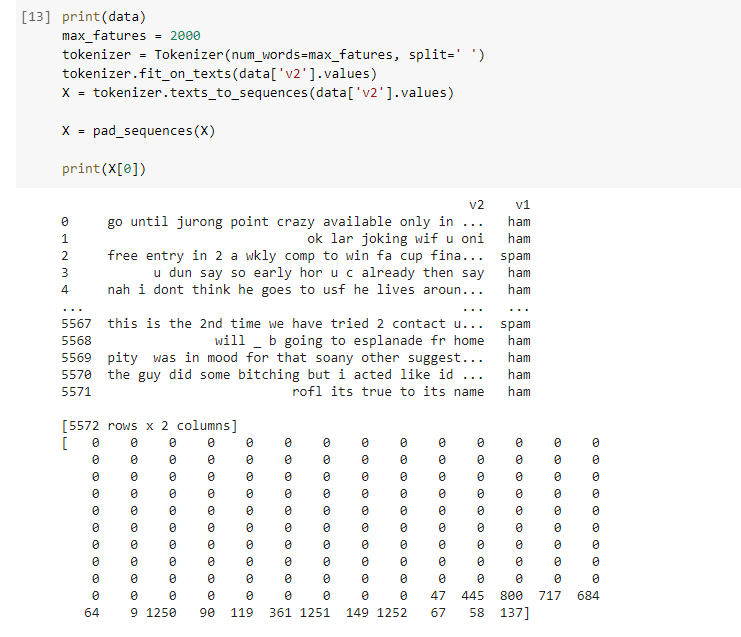 [13] print(data)
max_fatures = 2000
tokenizer = Tokenizer(num_words=max_fatures, split=' ')
tokenizer.fit_on_texts(data['v2'].values)
X = tokenizer.texts_to_sequences(data['v2'].values)
X = pad_sequences(X)
print(X[0])
v2 v1
0 go until jurong point crazy available only in ... ham
1 ok lar joking wif u oni ham
2 free entry in 2 a wkly comp to win fa cup fina... spam
3 u dun say so early hor u c already then say ham
4 nah i dont think he goes to usf he lives aroun... ham
... ... ...
5567 this is the 2nd time we have tried 2 contact u... spam
5568 will _ b going to esplanade fr home ham
5569 pity  was in mood for that soany other suggest... ham
5570 the guy did some bitching but i acted like id ... ham
5571 rofl its true to its name ham
[5572 rows x 2 columns]
[ 0 0 0 0 0 0 0 0 0 0 0 0 0 0
0 0 0 0 0 0 0 0 0 0 0 0 0 0
0 0 0 0 0 0 0 0 0 0 0 0 0 0
0 0 0 0 0 0 0 0 0 0 0 0 0 0
0 0 0 0 0 0 0 0 0 0 0 0 0 0
0 0 0 0 0 0 0 0 0 0 0 0 0 0
0 0 0 0 0 0 0 0 0 0 0 0 0 0
0 0 0 0 0 0 0 0 0 0 0 0 0 0
0 0 0 0 0 0 0 0 0 0 0 0 0 0
0 0 0 0 0 0 0 0 0 47 445 800 717 684
64 9 1250 90 119 361 1251 149 1252 67 58 137]